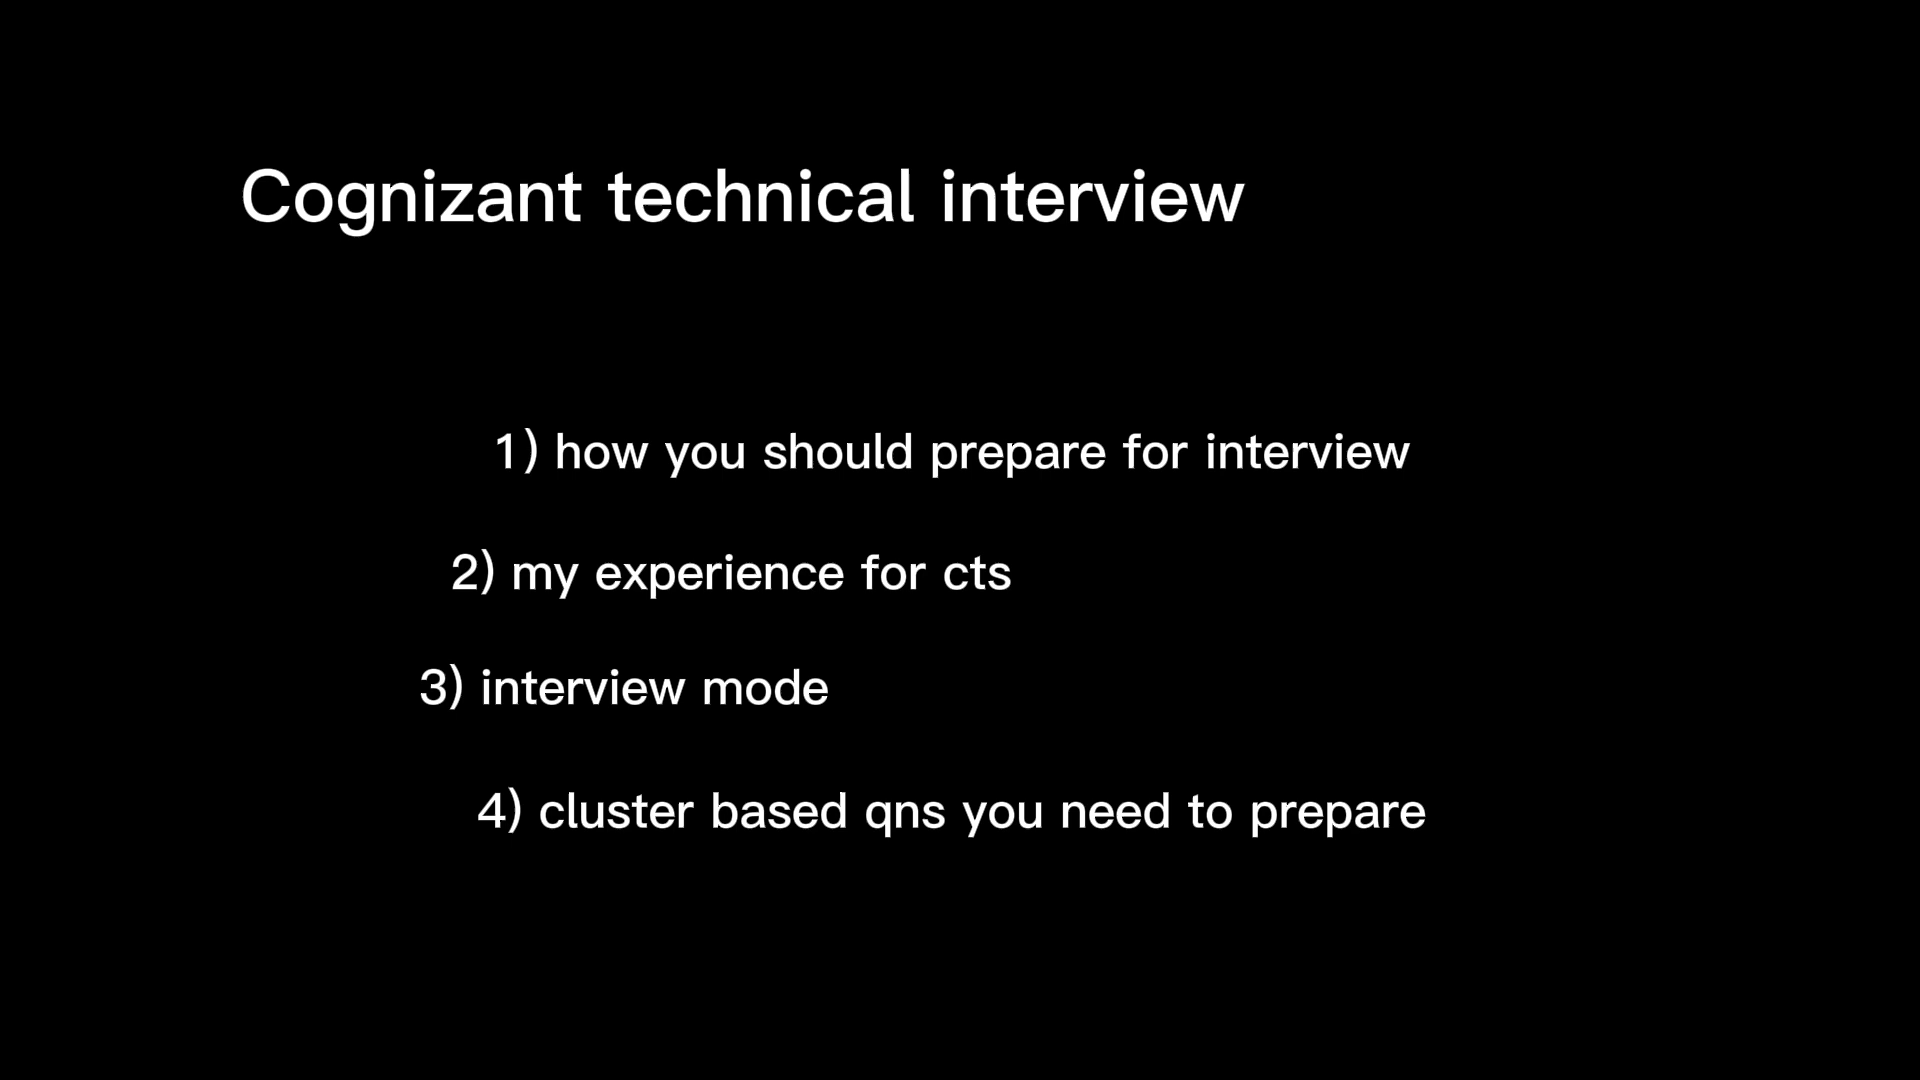 Cognizant technical interview
1) how you should prepare for interview
2) my experience for cts
3) interview mode
4) cluster based qns you need to prepare